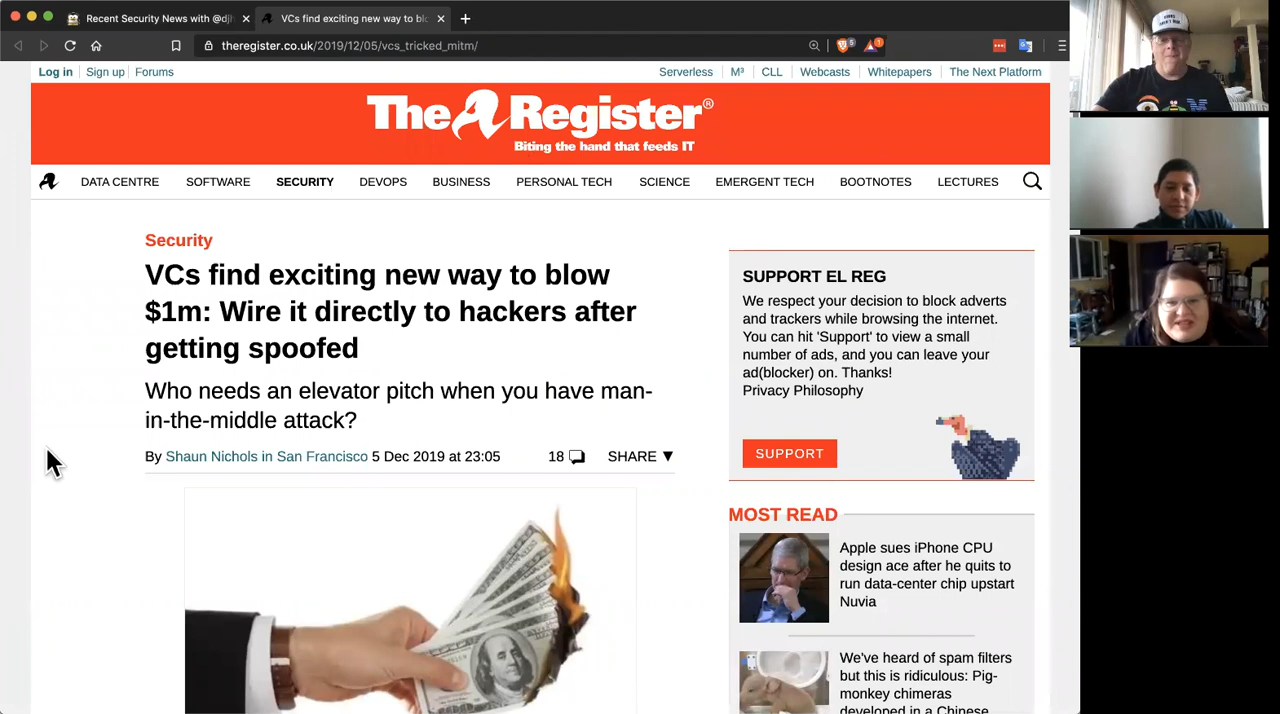 Recent Security News with @djh
VCs find exciting new way to blo
theregister.co.uk/2019/12/05/vcs_tricked_mitm/
5
1
Log in
Sign up
Forums
Serverless
M³
CLL
Webcasts
Whitepapers
The Next Platform
The Register®
Biting the hand that feeds IT
DATA CENTRE
SOFTWARE
SECURITY
DEVOPS
BUSINESS
PERSONAL TECH
SCIENCE
EMERGENT TECH
BOOTNOTES
LECTURES
Security
VCs find exciting new way to blow
$1m: Wire it directly to hackers after
getting spoofed
Who needs an elevator pitch when you have man-
in-the-middle attack?
By Shaun Nichols in San Francisco 5 Dec 2019 at 23:05
18
SHARE ▼
SUPPORT EL REG
We respect your decision to block adverts
and trackers while browsing the internet.
You can hit 'Support' to view a small
number of ads, and you can leave your
ad(blocker) on. Thanks!
Privacy Philosophy
SUPPORT
MOST READ
Apple sues iPhone CPU
design ace after he quits to
run data-center chip upstart
Nuvia
We've heard of spam filters
but this is ridiculous: Pig-
monkey chimeras
developed in a Chinese